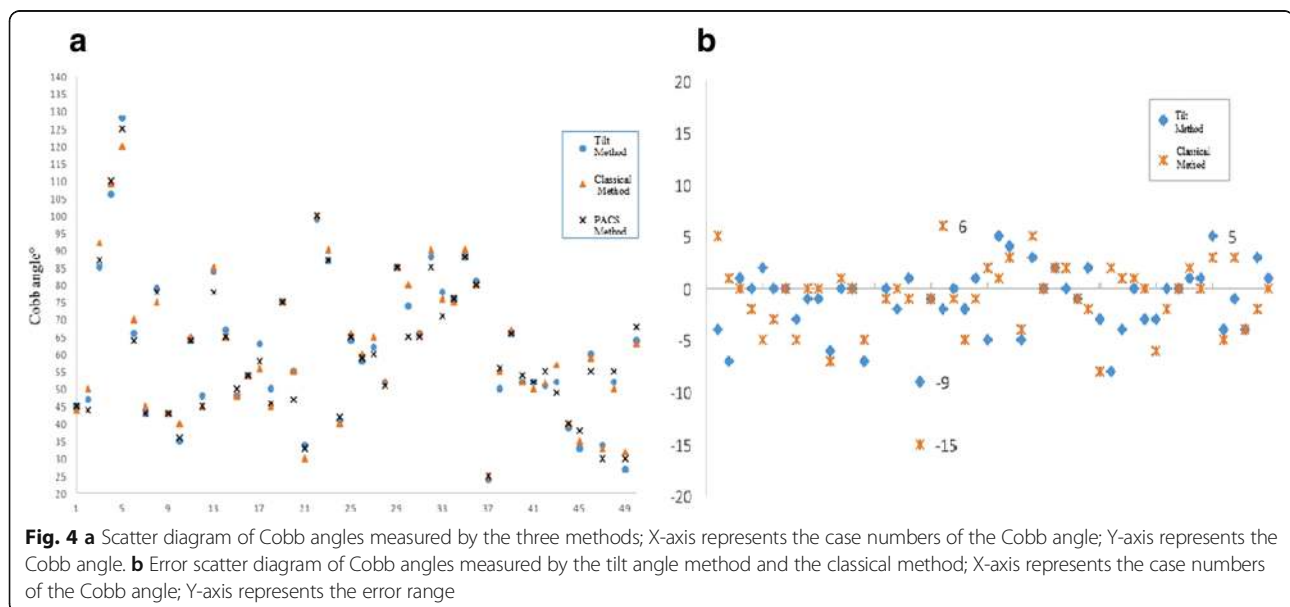 a
b
140
135
130
125
120
115
110
105
100
95
90
85
80
75
70
65
60
55
50
45
40
35
30
25
20
Cobb angle°
1 5 9 13 17 21 25 29 33 37 41 45 49
Tilt
Method
Classical
Method
PACS
Method
20
15
10
5
0
-5
-10
-15
-20
Tilt
Method
Classical
Method
6
5
-9
-15
Fig. 4 a Scatter diagram of Cobb angles measured by the three methods; X-axis represents the case numbers of the Cobb angle; Y-axis represents the
Cobb angle. b Error scatter diagram of Cobb angles measured by the tilt angle method and the classical method; X-axis represents the case numbers
of the Cobb angle; Y-axis represents the error range